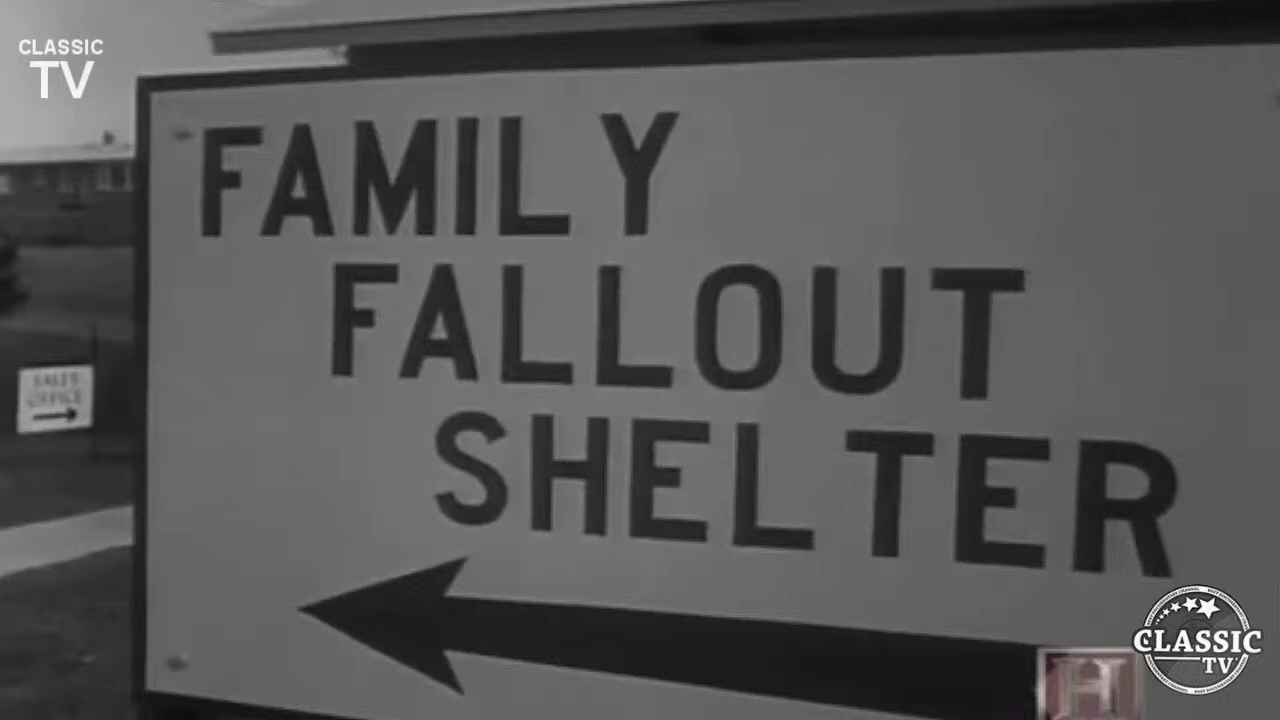 CLASSIC
TV
FAMILY
FALLOUT
SHELTER
SALES
OFFICE
H
CLASSIC
TV